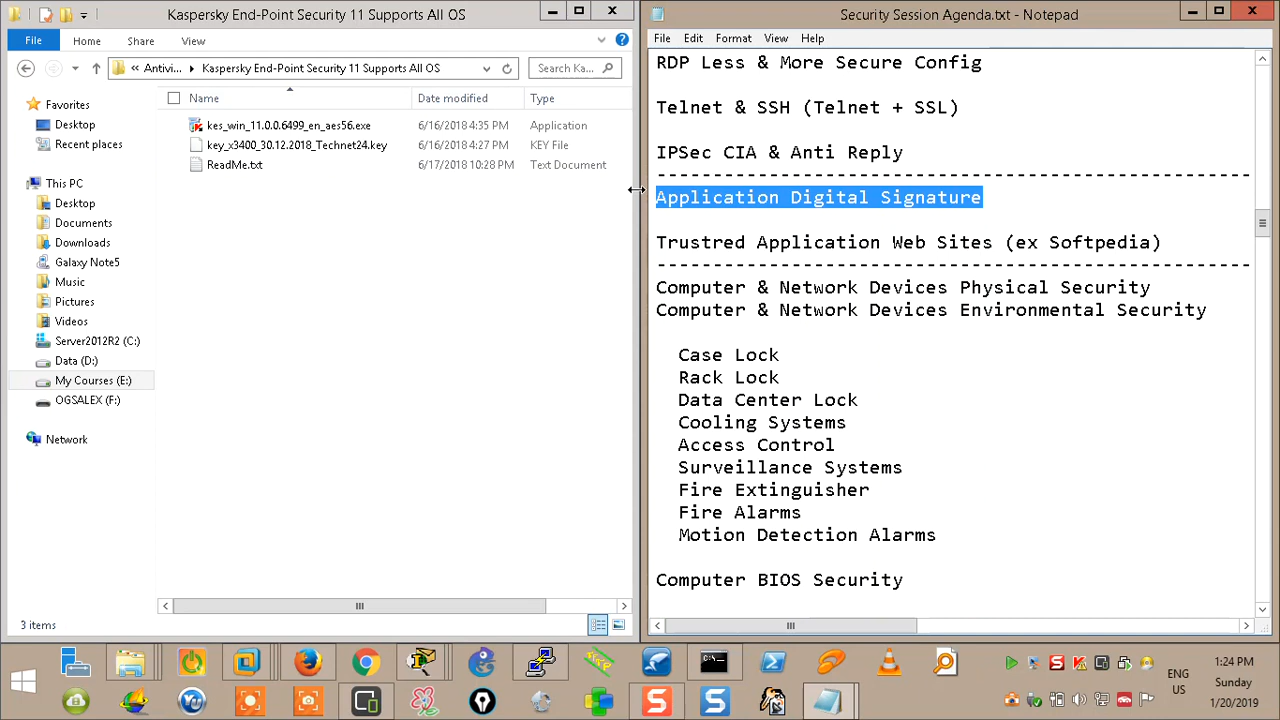 Kaspersky End-Point Security 11 Supports All OS
File Home Share View
Antivi... Kaspersky End-Point Security 11 Supports All OS
Search Ka...
Name Date modified Type
kes_win_11.0.0.6499_en_aes56.exe 6/16/2018 4:35 PM Application
key_x3400_30.12.2018_Technet24.key 6/16/2018 4:27 PM KEY File
ReadMe.txt 6/17/2018 10:28 PM Text Document
Favorites
Desktop
Recent places
This PC
Desktop
Documents
Downloads
Galaxy Note5
Music
Pictures
Videos
Server2012R2 (C:)
Data (D:)
My Courses (E:)
OGSALEX (F:)
Network
3 items
Security Session Agenda.txt - Notepad
File Edit Format View Help
RDP Less & More Secure Config
Telnet & SSH (Telnet + SSL)
IPSec CIA & Anti Reply
-----------------------------------------------------
Application Digital Signature
Trustred Application Web Sites (ex Softpedia)
-----------------------------------------------------
Computer & Network Devices Physical Security
Computer & Network Devices Environmental Security
Case Lock
Rack Lock
Data Center Lock
Cooling Systems
Access Control
Surveillance Systems
Fire Extinguisher
Fire Alarms
Motion Detection Alarms
Computer BIOS Security
ENG
US
1:24 PM
Sunday
1/20/2019